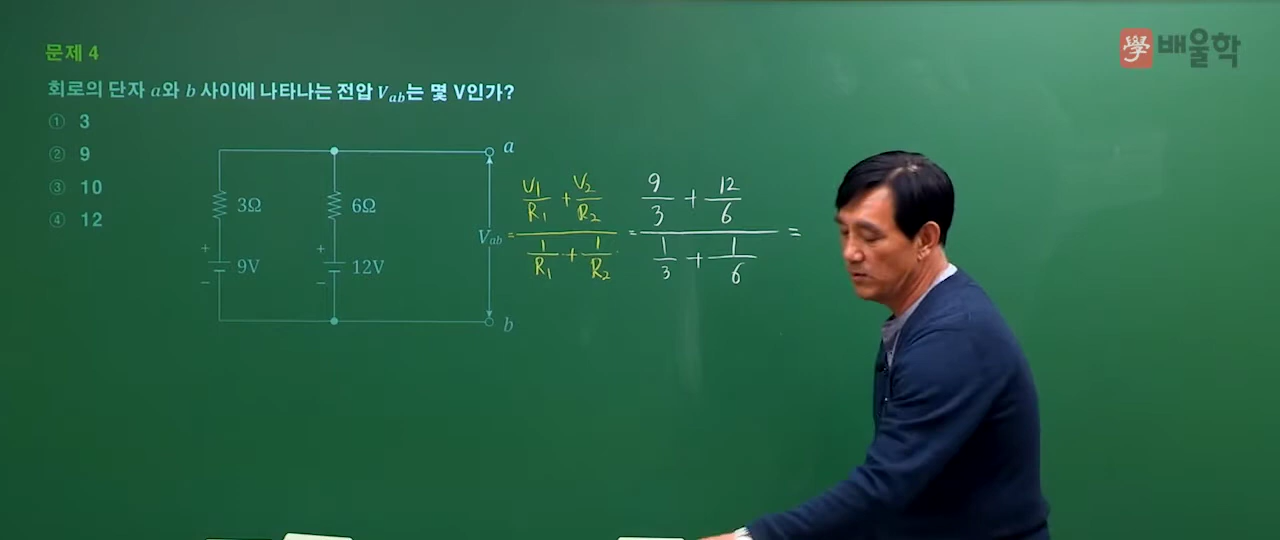 學 배울학
문제 4
회로의 단자 a와 b 사이에 나타나는 전압 V_ab는 몇 V인가?
① 3
② 9
③ 10
④ 12
a
3Ω
6Ω
+
9V
−
+
12V
−
V_ab
b
= (V₁/R₁ + V₂/R₂) / (1/R₁ + 1/R₂) = (9/3 + 12/6) / (1/3 + 1/6) =